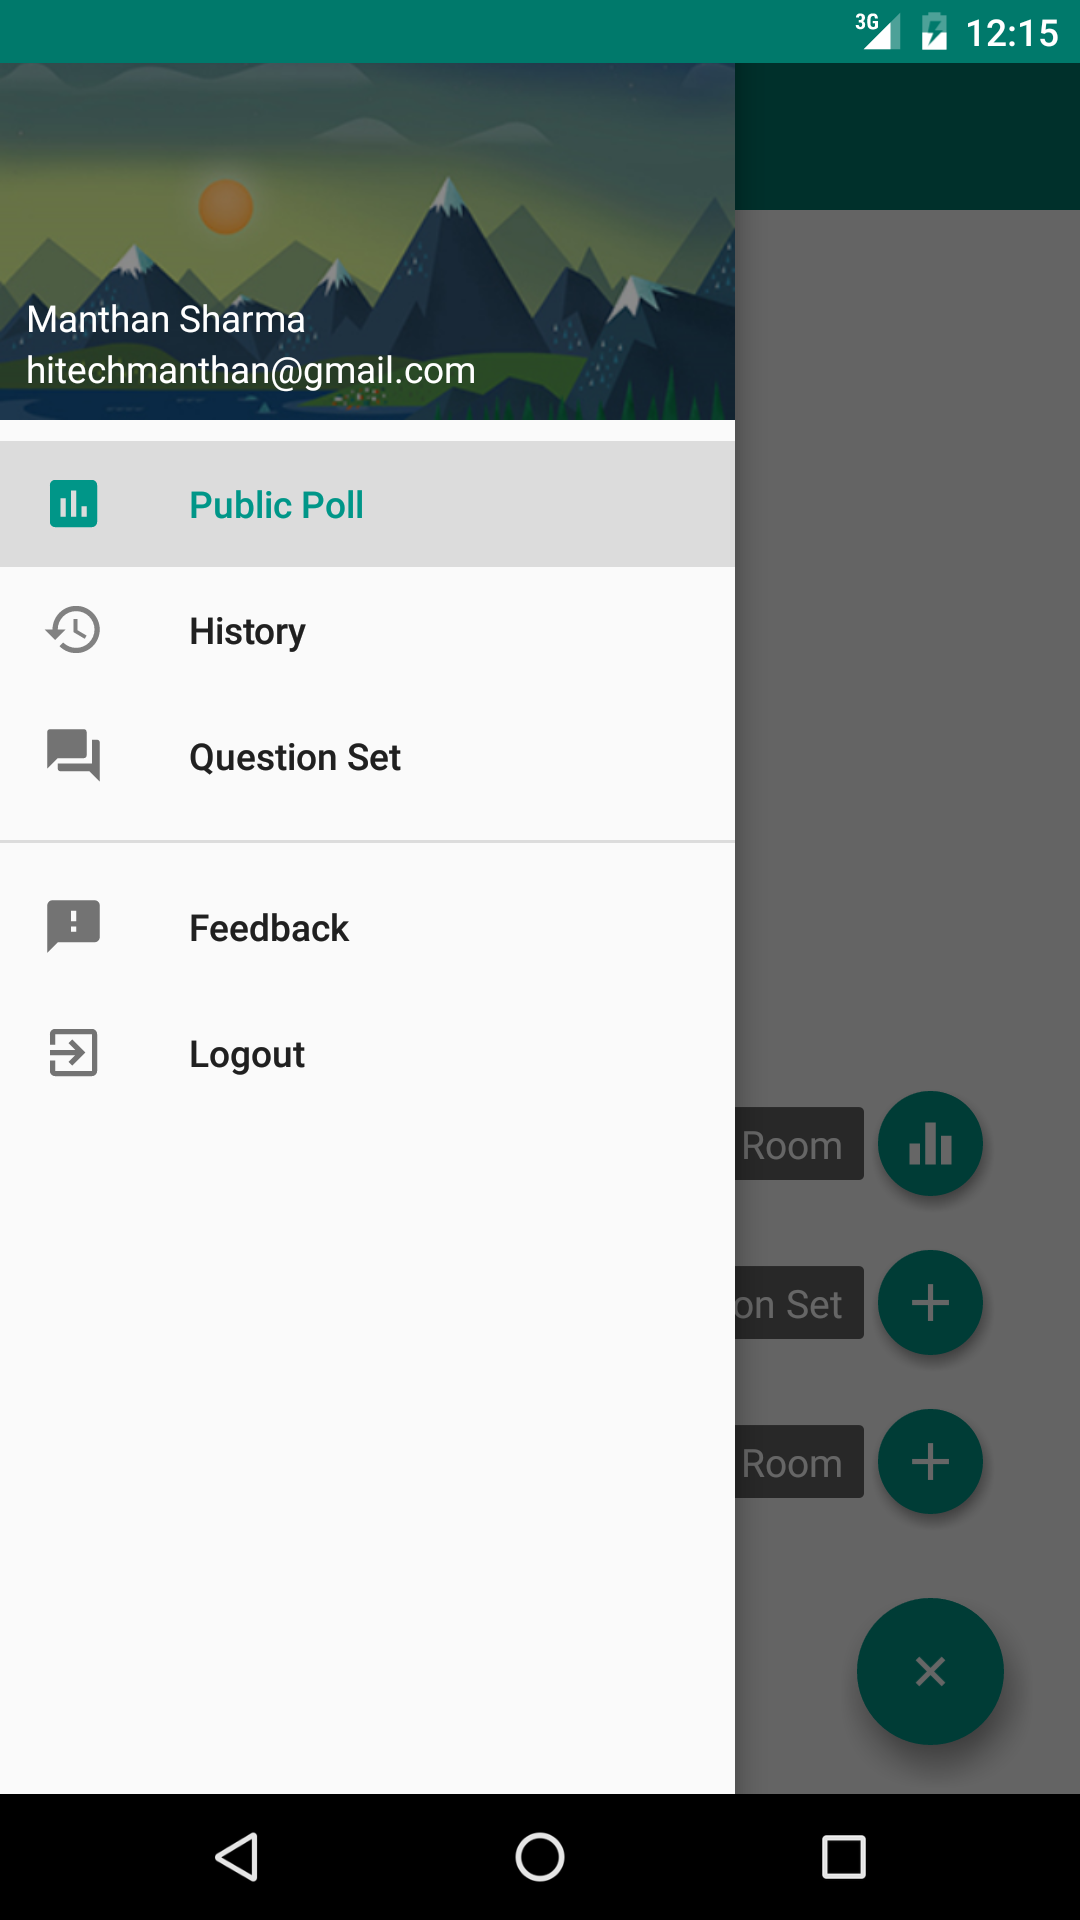 3G 12:15
Manthan Sharma
hitechmanthan@gmail.com
Public Poll
History
Question Set
Feedback
Logout
Room
on Set
Room